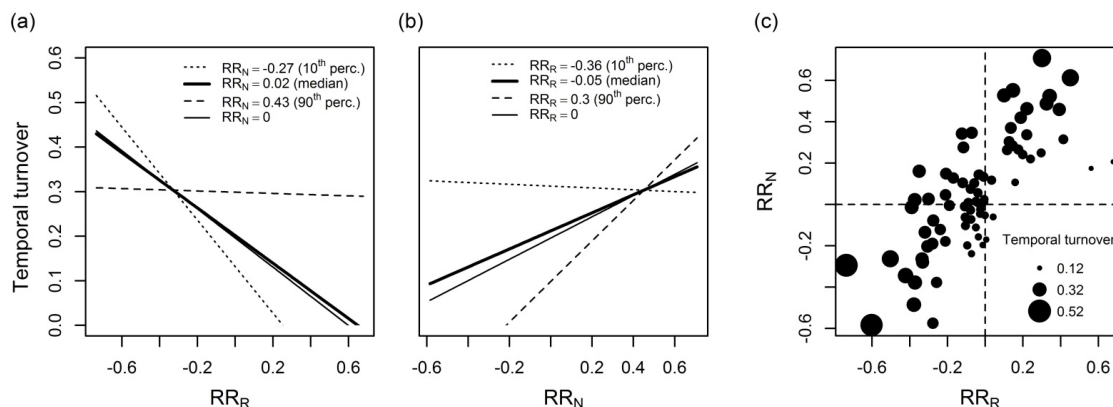 (a)
Temporal turnover
0.6
0.5
0.4
0.3
0.2
0.1
0.0
RR_N = -0.27 (10th perc.)
RR_N = 0.02 (median)
RR_N = 0.43 (90th perc.)
RR_N = 0
-0.6 -0.2 0.2 0.6
RR_R
(b)
RR_R = -0.36 (10th perc.)
RR_R = -0.05 (median)
RR_R = 0.3 (90th perc.)
RR_R = 0
-0.6 -0.4 -0.2 0.0 0.2 0.4 0.6
RR_N
(c)
RR_N
0.6
0.2
-0.2
-0.6
Temporal turnover
0.12
0.32
0.52
-0.6 -0.2 0.2 0.6
RR_R